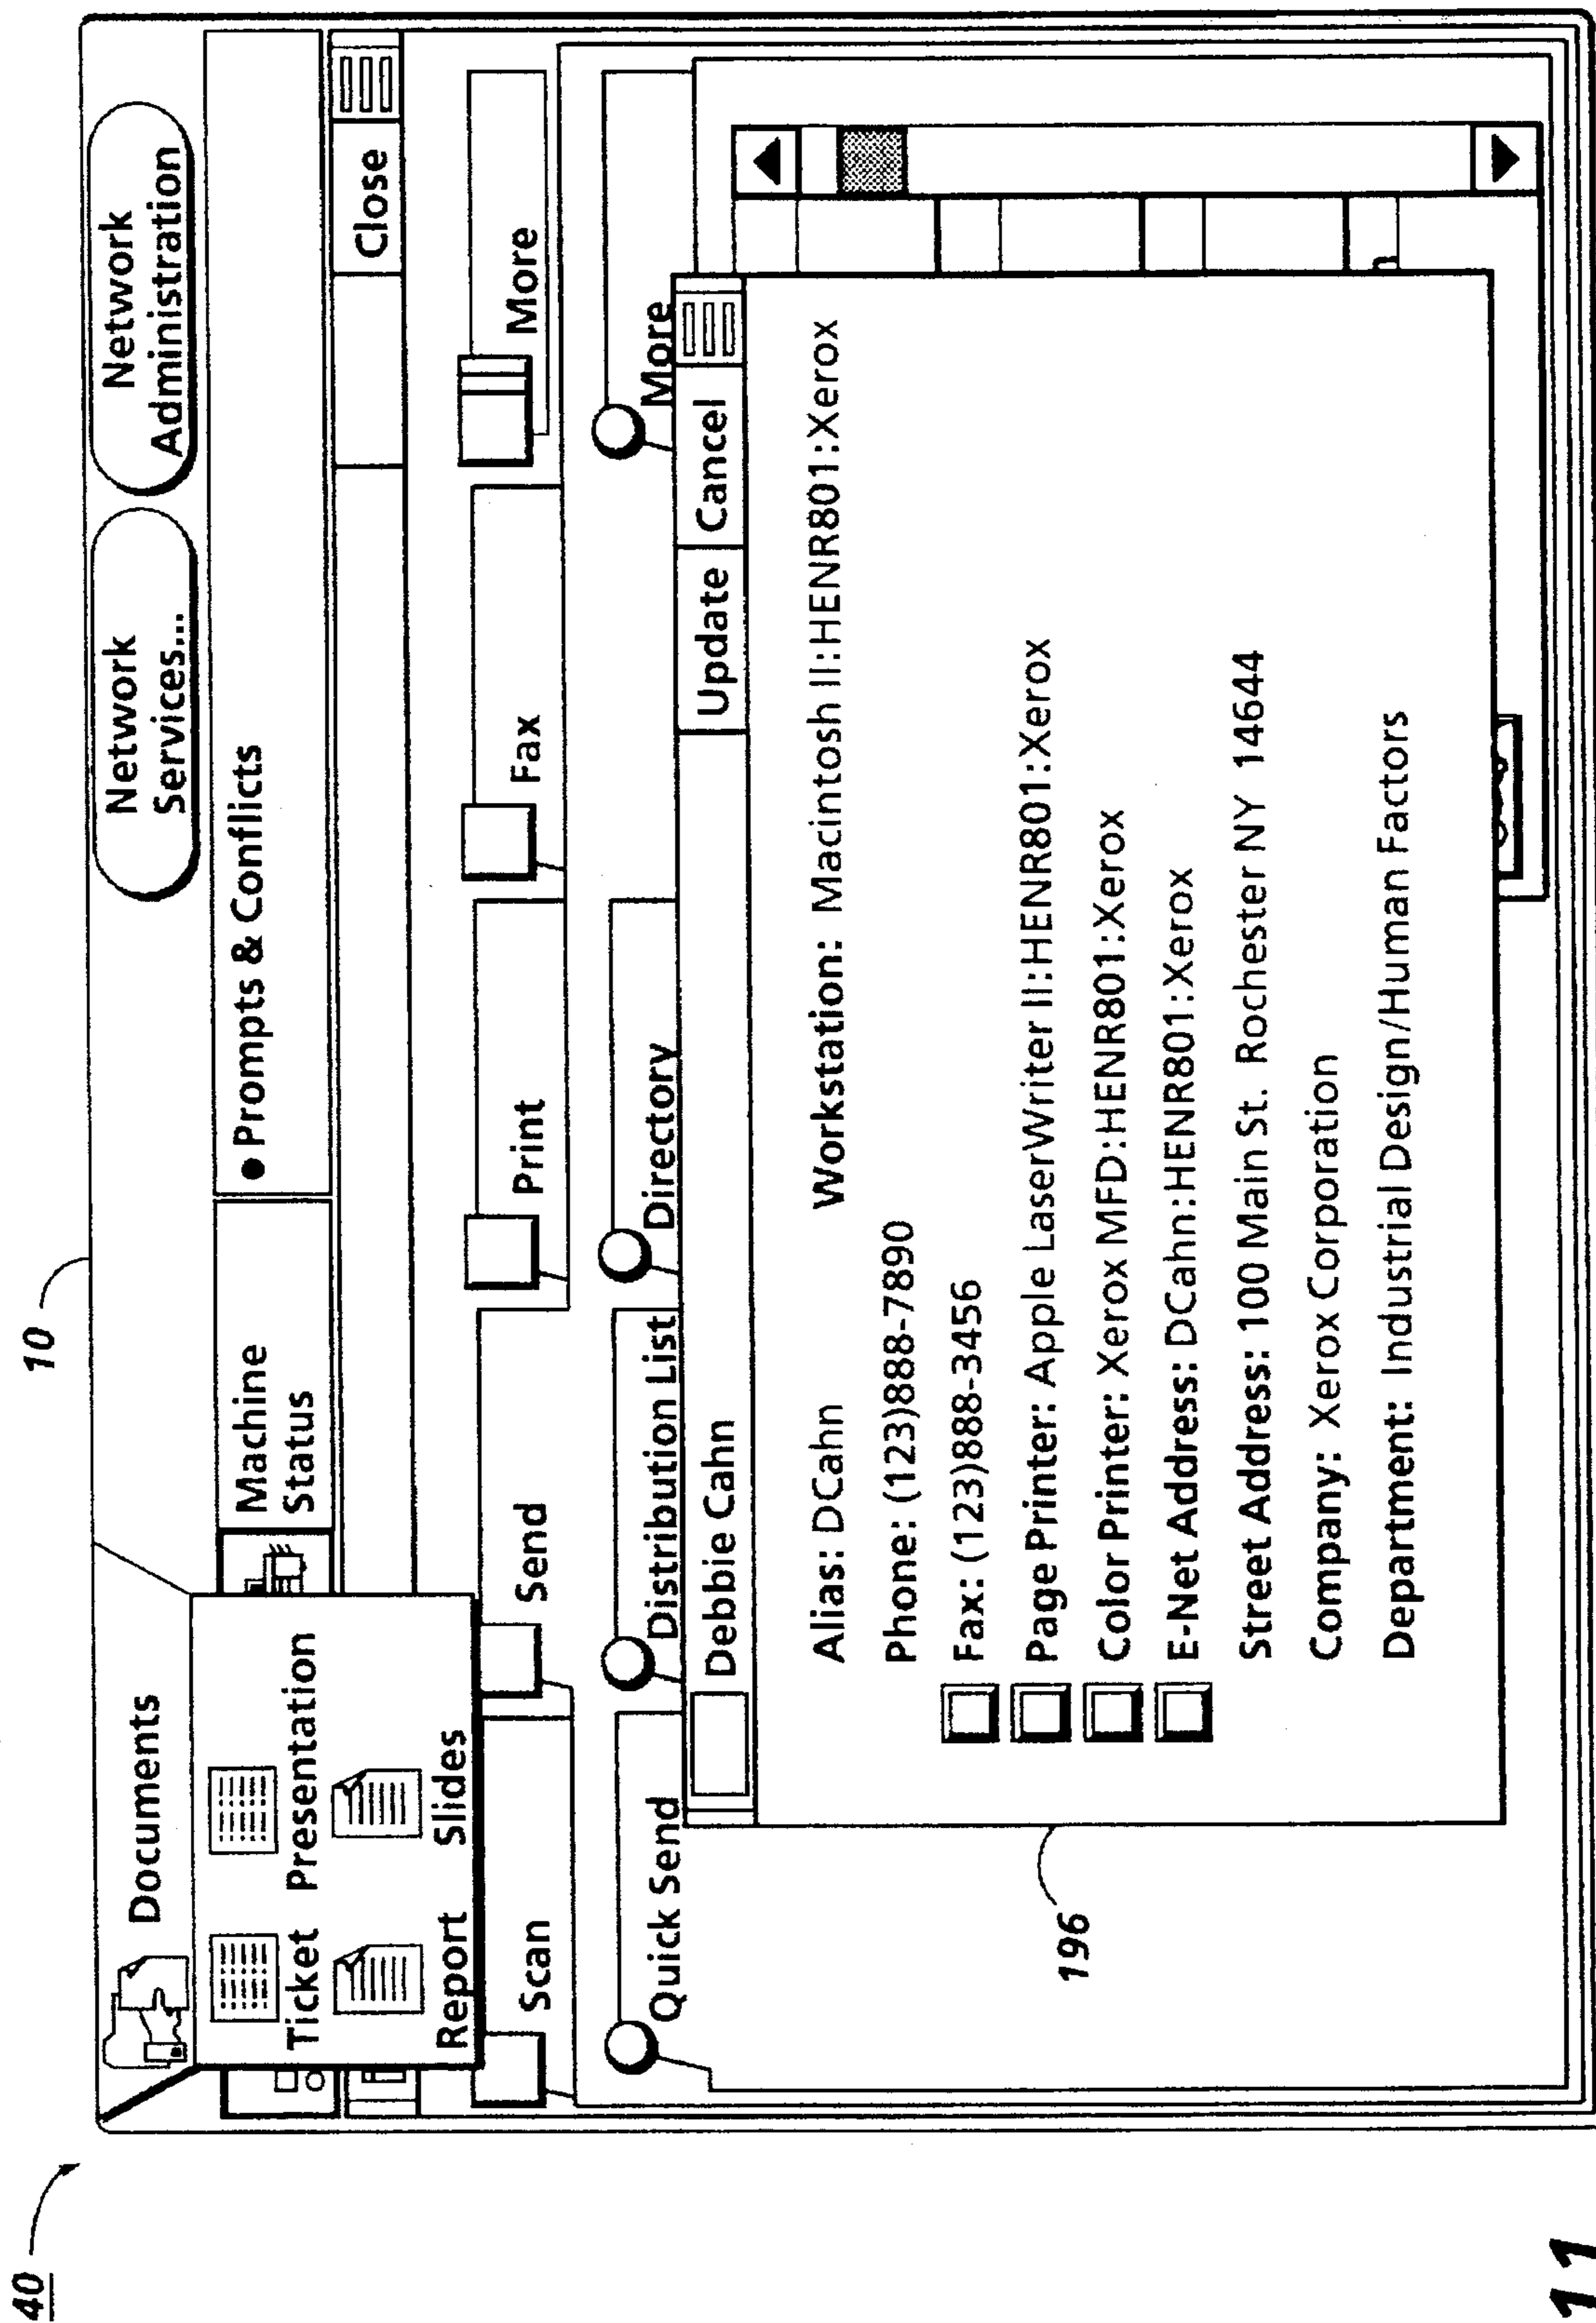 40
10
Documents
Network
Services...
Network
Administration
Ticket Presentation
Report Slides
Machine
Status
● Prompts & Conflicts
Close
Scan
Send
Print
Fax
More
Quick Send
Distribution List
Directory
More
Debbie Cahn
Update
Cancel
Alias: DCahn
Workstation: Macintosh II:HENR801:Xerox
Phone: (123)888-7890
Fax: (123)888-3456
Page Printer: Apple LaserWriter II:HENR801:Xerox
Color Printer: Xerox MFD:HENR801:Xerox
E-Net Address: DCahn:HENR801:Xerox
Street Address: 100 Main St. Rochester NY 14644
Company: Xerox Corporation
Department: Industrial Design/Human Factors
196
11